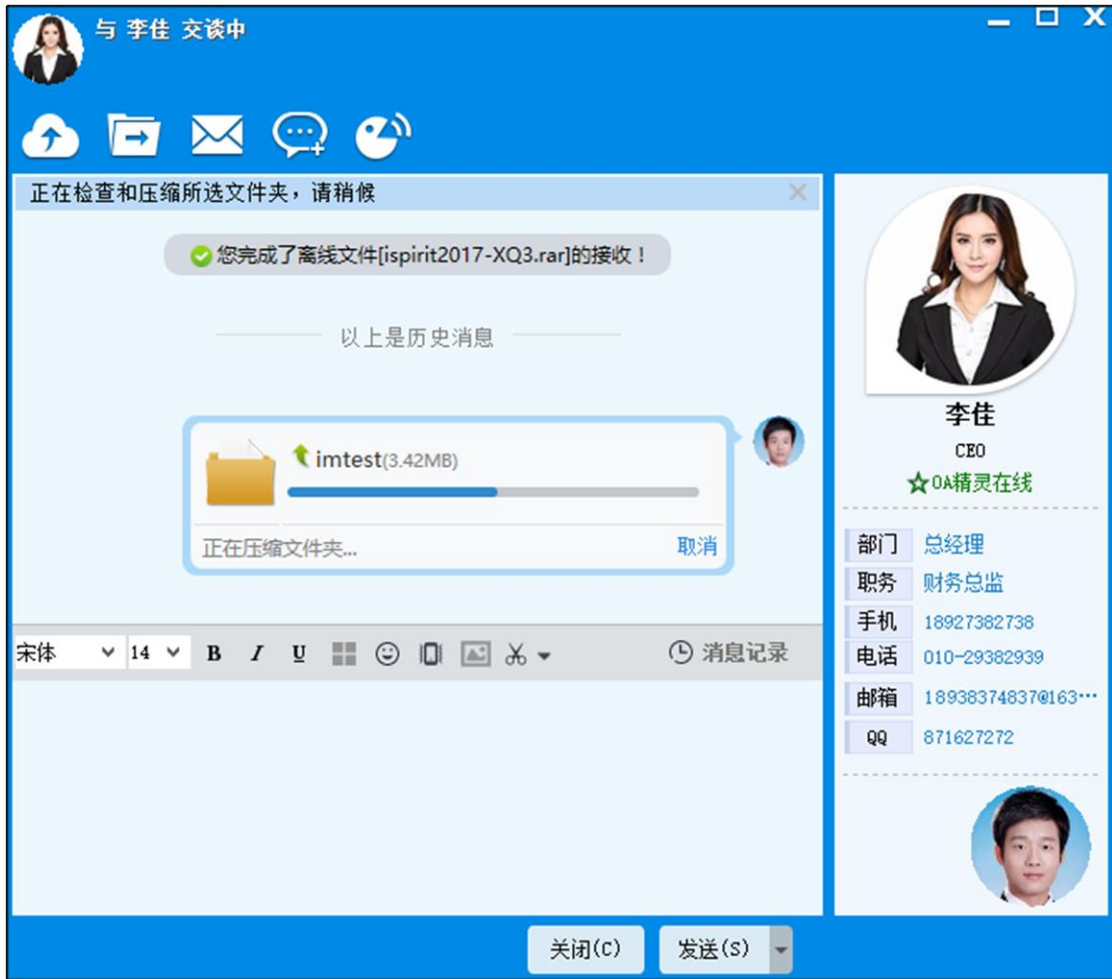 与 李佳 交谈中
正在检查和压缩所选文件夹，请稍候
您完成了离线文件[ispirit2017-XQ3.rar]的接收！
以上是历史消息
imtest(3.42MB)
正在压缩文件夹...
取消
宋体 14 B I U 消息记录
关闭(C) 发送(S)
李佳
CEO
OA精灵在线
部门 总经理
职务 财务总监
手机 18927382738
电话 010-29382939
邮箱 18938374837@163…
QQ 871627272